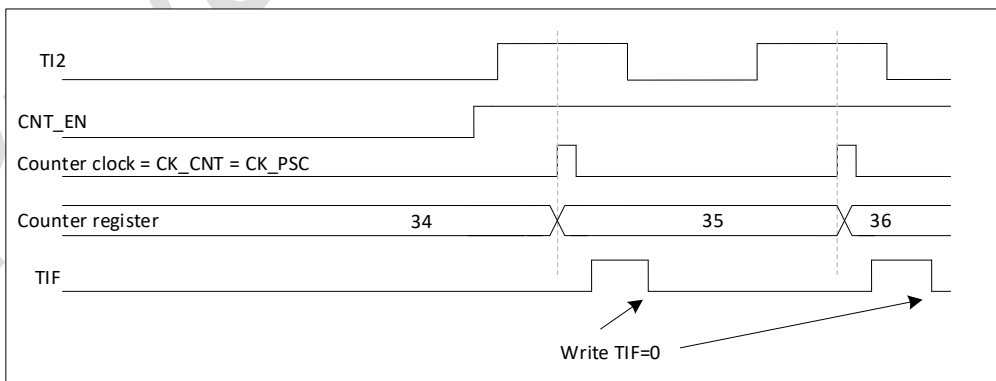 TI2
CNT_EN
Counter clock = CK_CNT = CK_PSC
Counter register 34 35 36
TIF
Write TIF=0